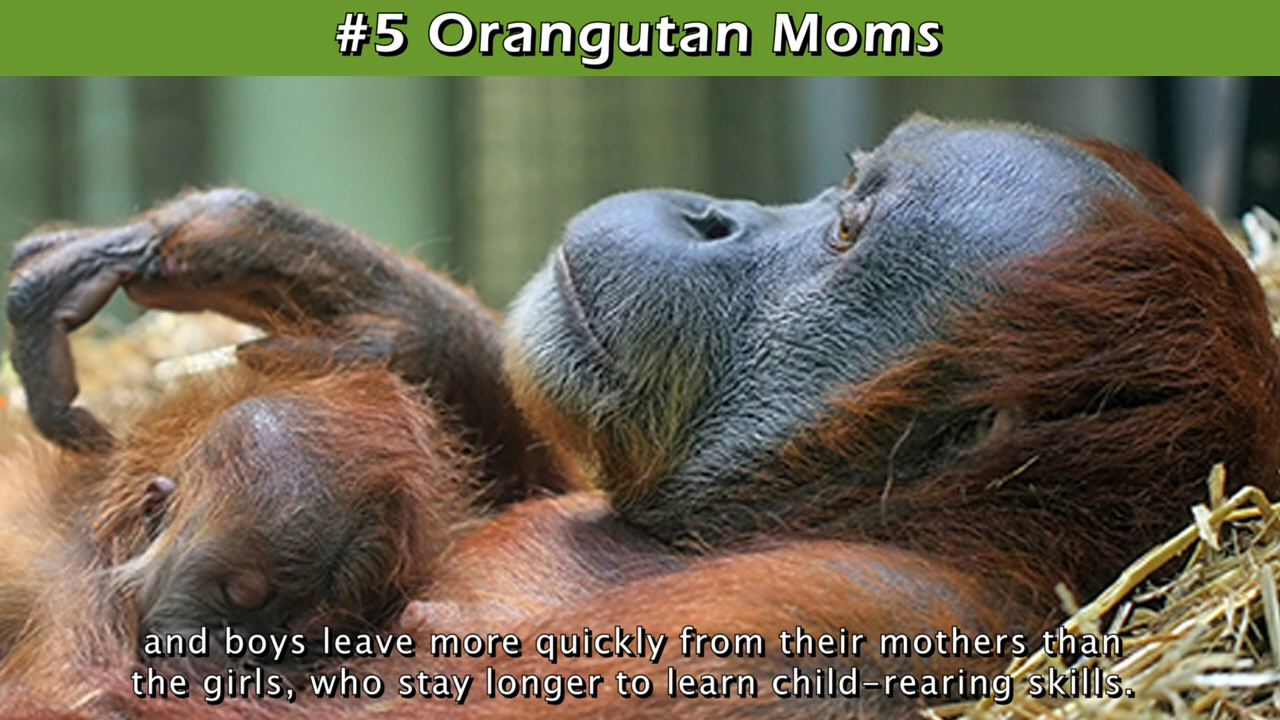 #5 Orangutan Moms
and boys leave more quickly from their mothers than
the girls, who stay longer to learn child-rearing skills.